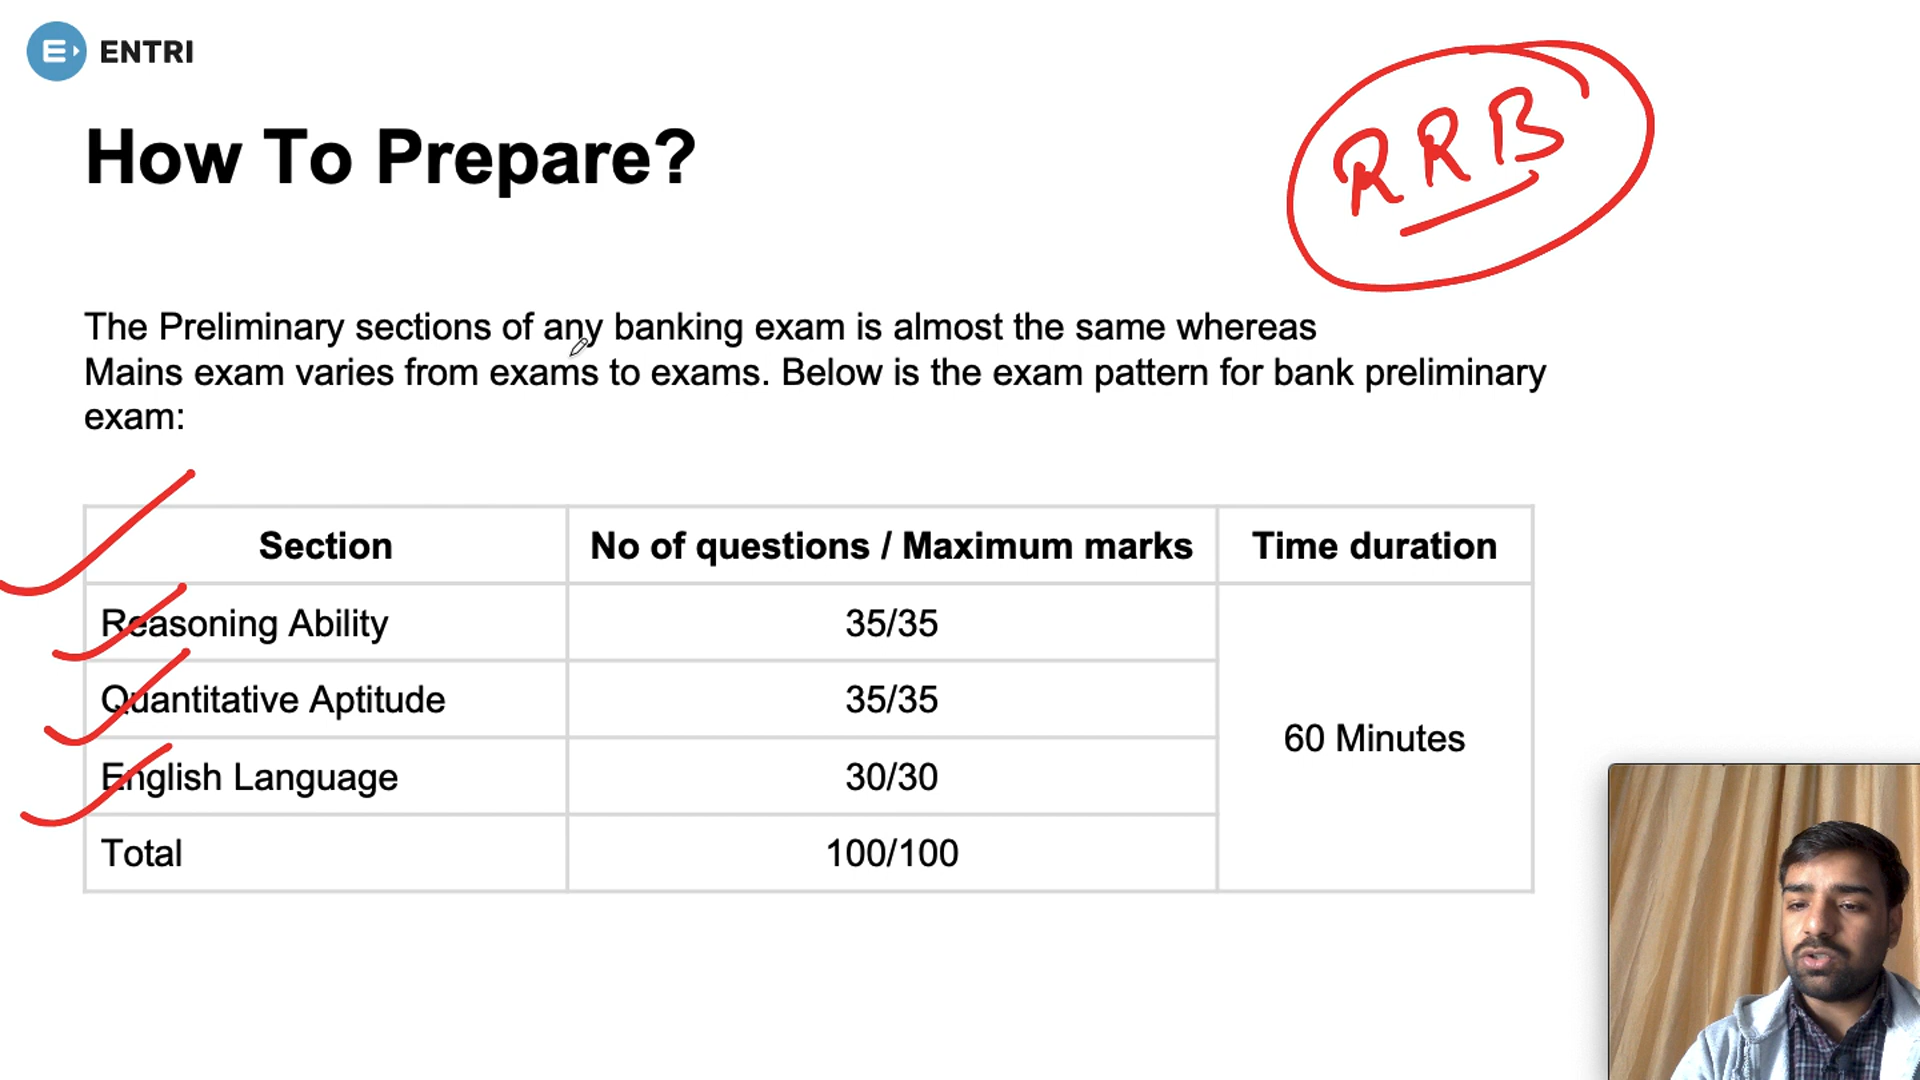 ENTRI
How To Prepare?
RRB
The Preliminary sections of any banking exam is almost the same whereas
Mains exam varies from exams to exams. Below is the exam pattern for bank preliminary
exam:
Section No of questions / Maximum marks Time duration
Reasoning Ability 35/35
Quantitative Aptitude 35/35
60 Minutes
English Language 30/30
Total 100/100